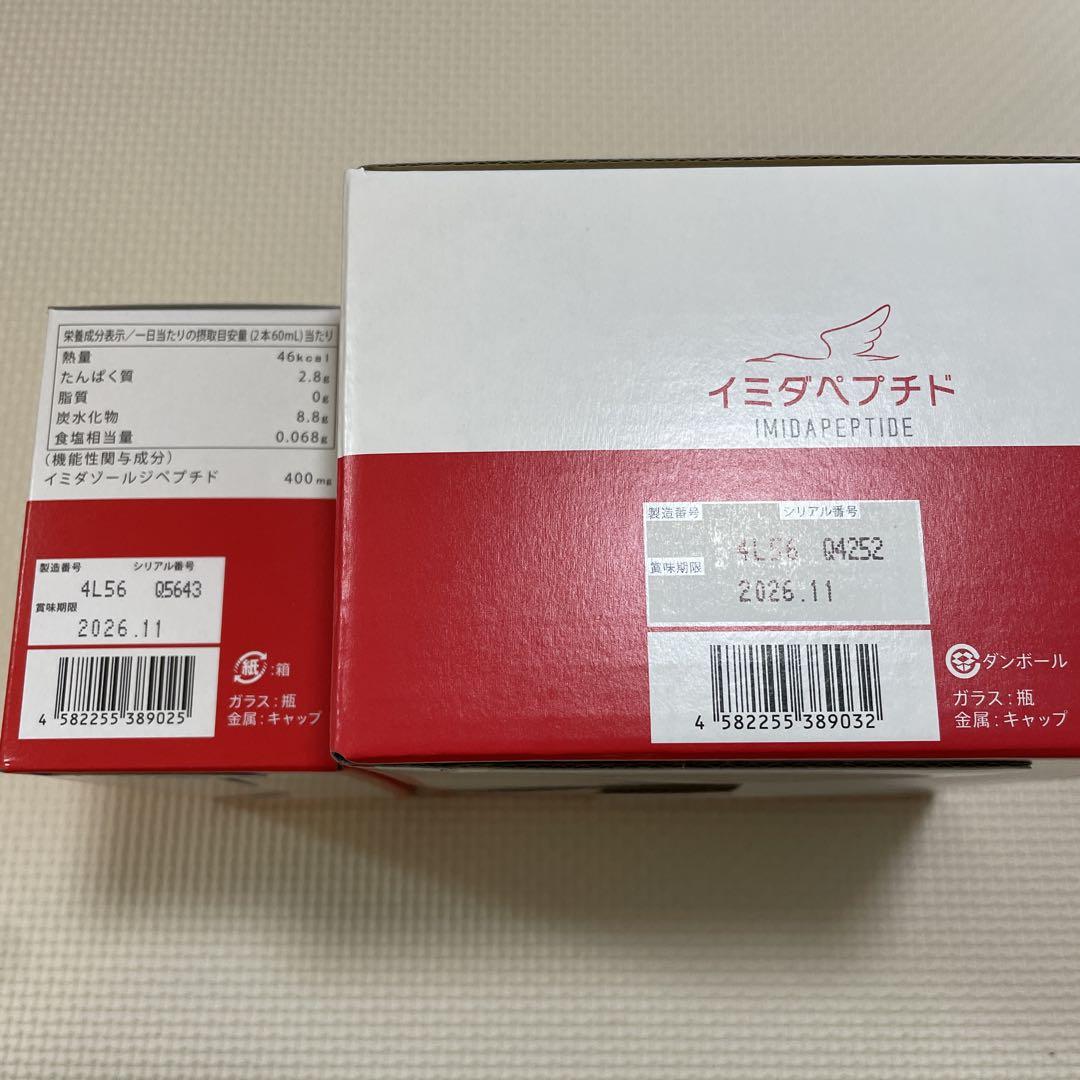 栄養成分表示／一日当たりの摂取目安量(2本60mL)当たり
熱量 46kcal
たんぱく質 2.8g
脂質 0g
炭水化物 8.8g
食塩相当量 0.068g
(機能性関与成分)
イミダゾールジペプチド 400mg
製造番号 シリアル番号
4L56 Q5643
賞味期限
2026.11
4 582255 389025
紙:箱
ガラス:瓶
金属:キャップ
イミダペプチド
IMIDAPEPTIDE
製造番号 シリアル番号
4L56 Q4252
賞味期限
2026.11
4 582255 389032
ダンボール
ガラス:瓶
金属:キャップ